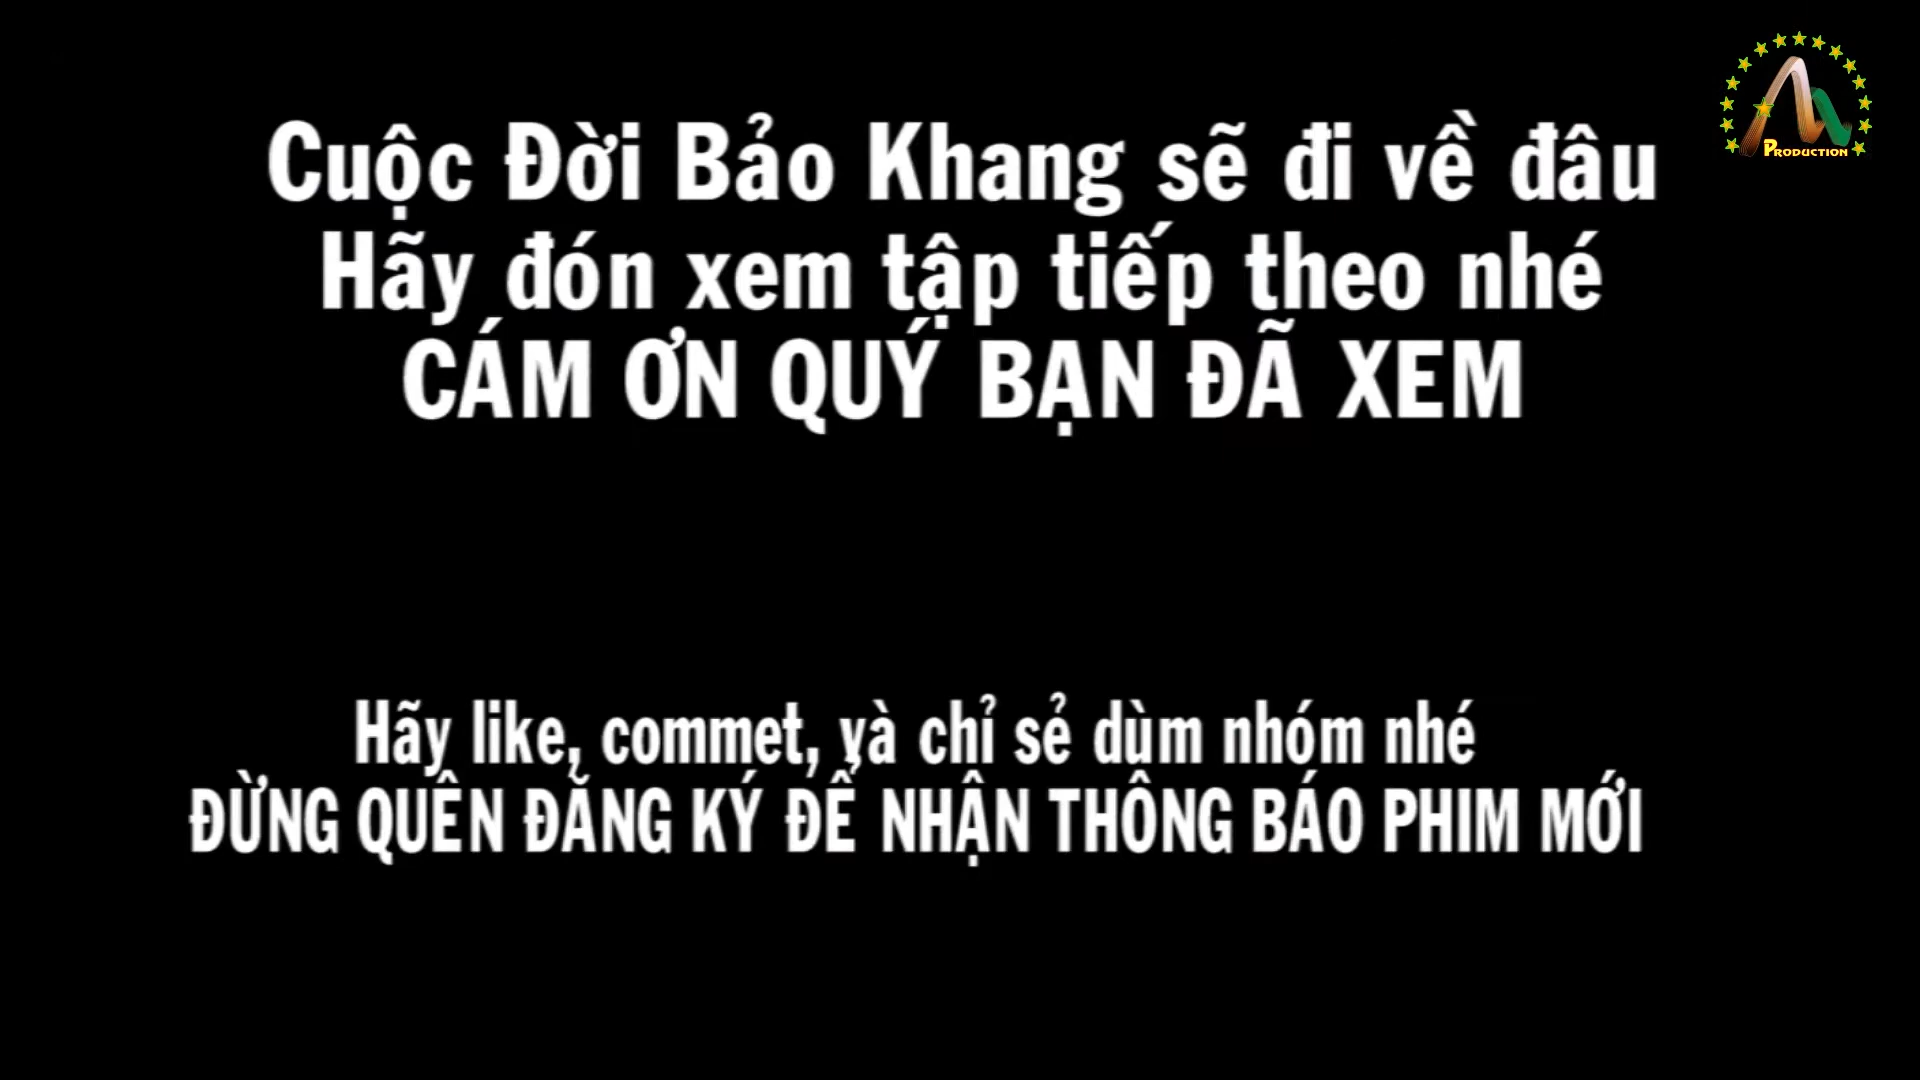 Cuộc Đời Bảo Khang sẽ đi về đâu
Hãy đón xem tập tiếp theo nhé
CÁM ƠN QUÝ BẠN ĐÃ XEM
Hãy like, commet, và chỉ sẻ dùm nhóm nhé
ĐỪNG QUÊN ĐĂNG KÝ ĐỂ NHẬN THÔNG BÁO PHIM MỚI
PRODUCTION